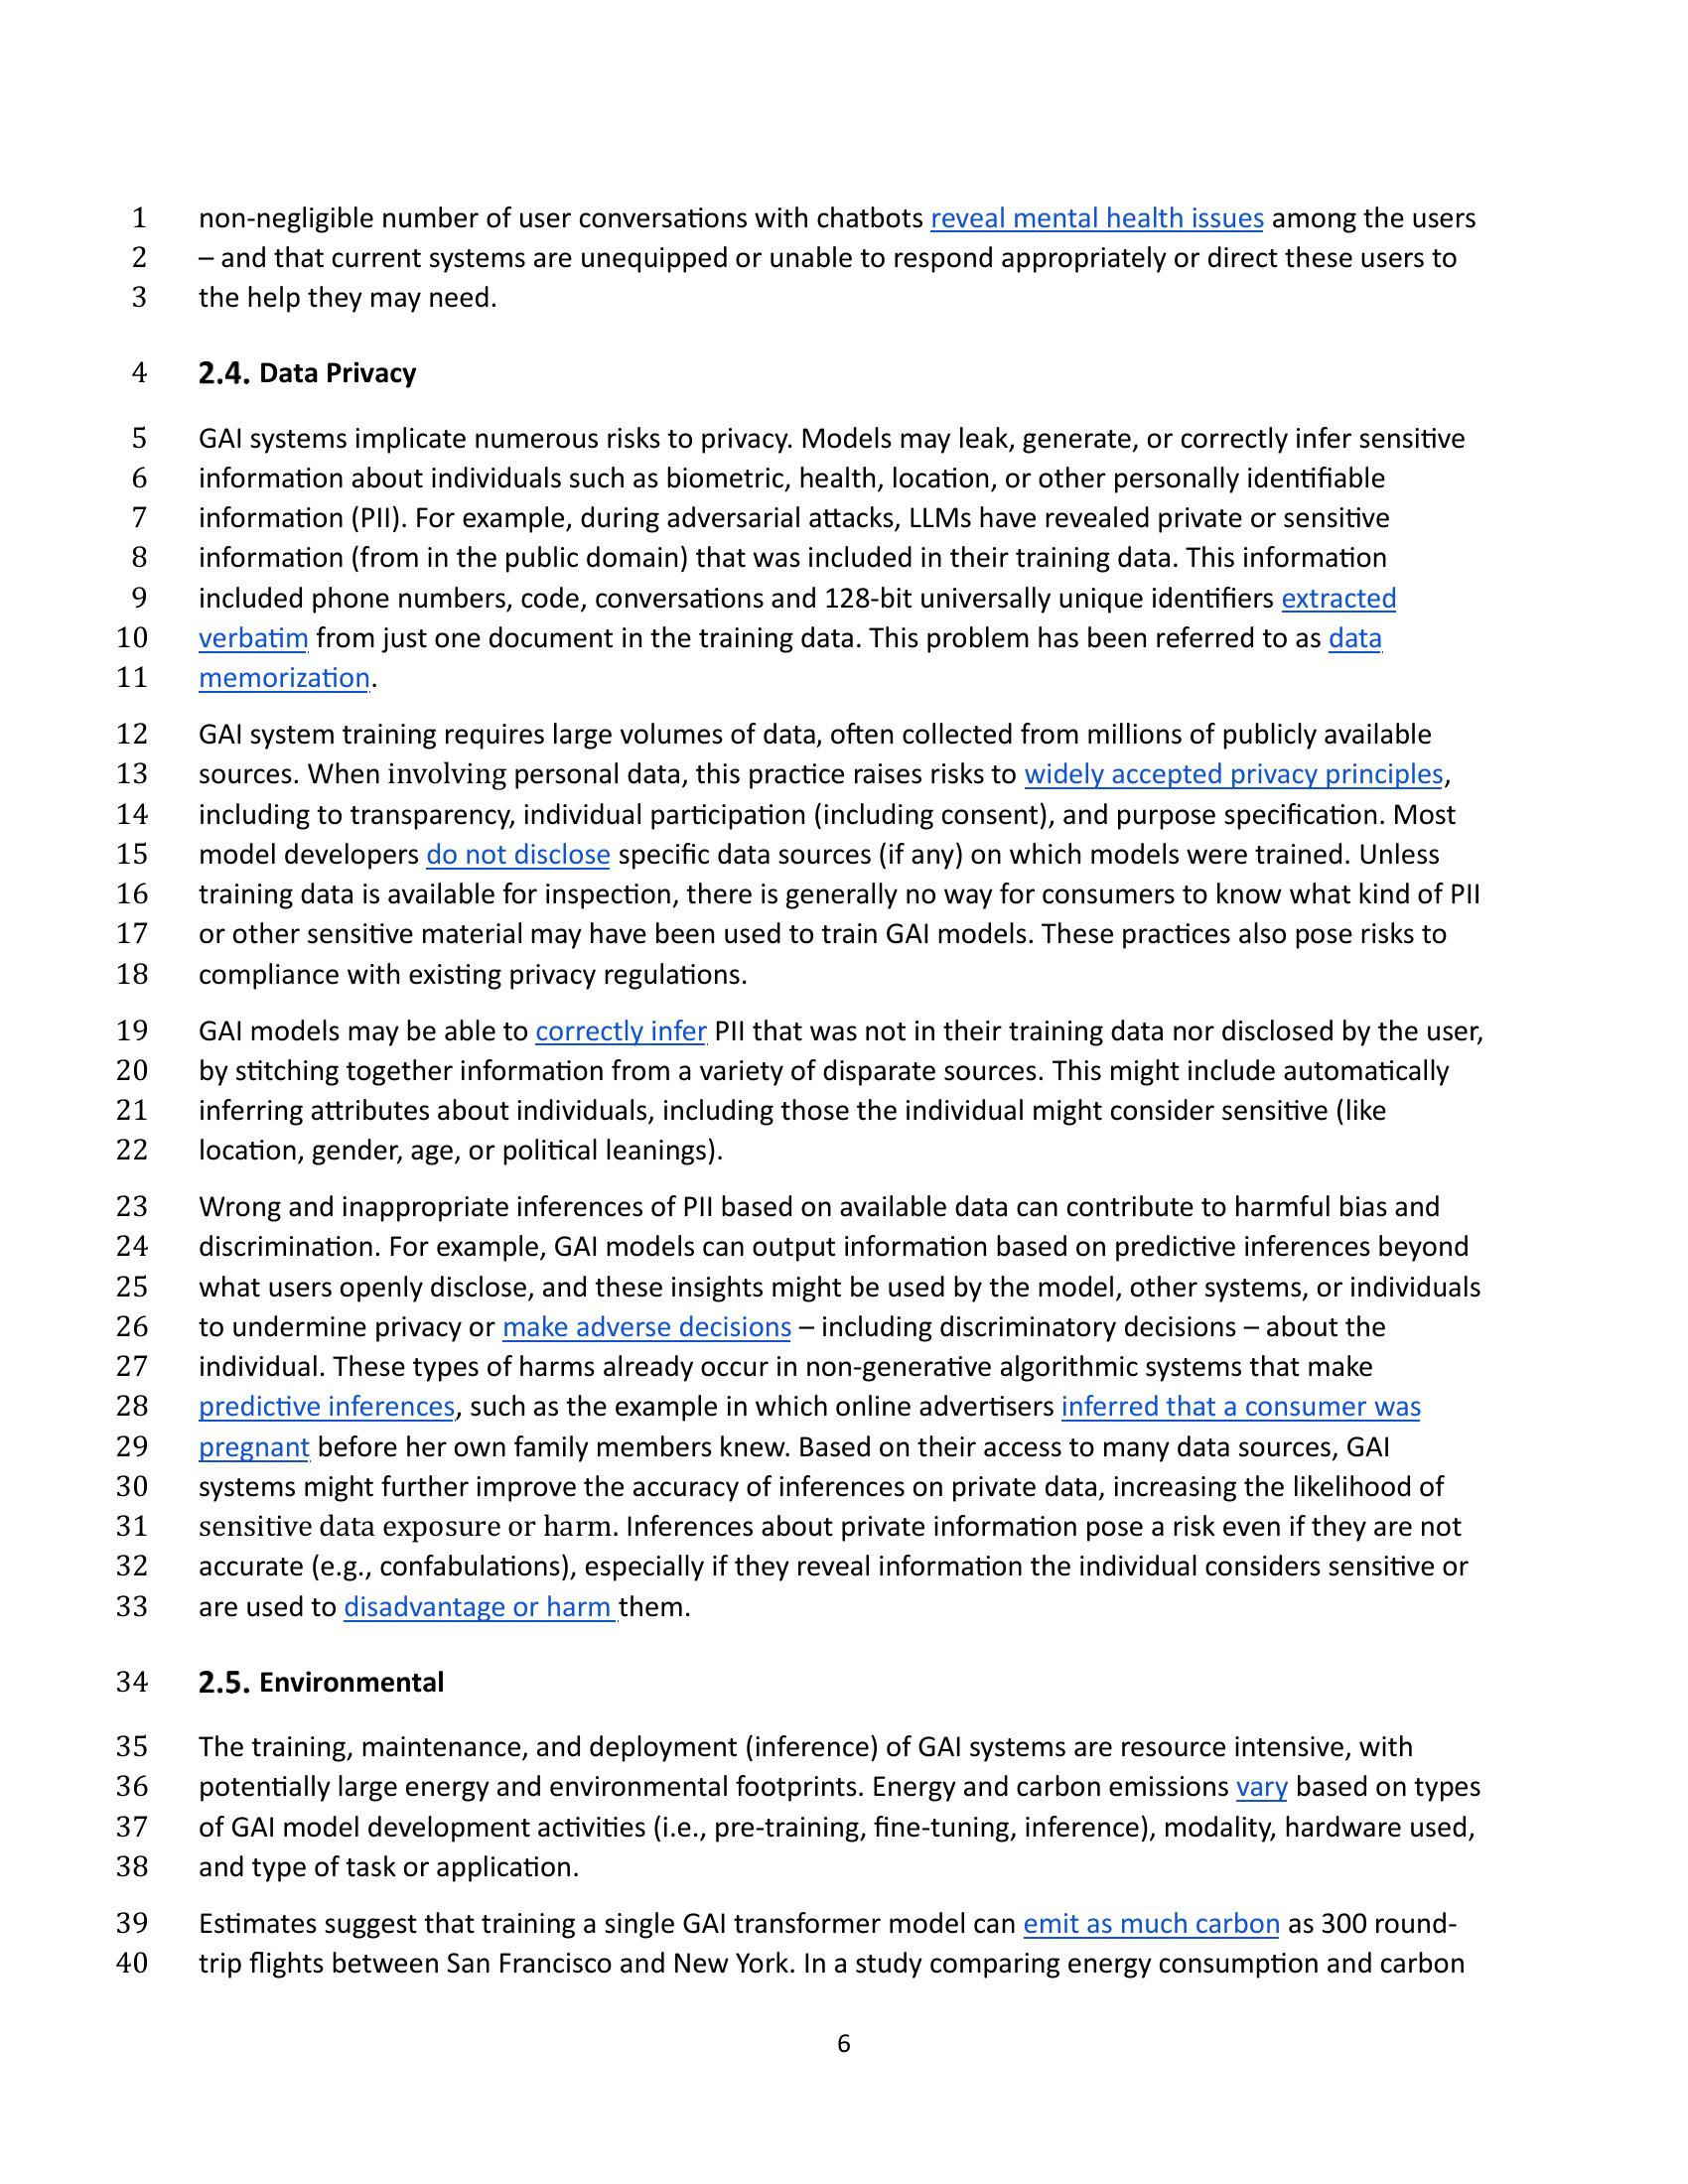 1 non-negligible number of user conversations with chatbots reveal mental health issues among the users
2 – and that current systems are unequipped or unable to respond appropriately or direct these users to
3 the help they may need.
4 2.4. Data Privacy
5 GAI systems implicate numerous risks to privacy. Models may leak, generate, or correctly infer sensitive
6 information about individuals such as biometric, health, location, or other personally identifiable
7 information (PII). For example, during adversarial attacks, LLMs have revealed private or sensitive
8 information (from in the public domain) that was included in their training data. This information
9 included phone numbers, code, conversations and 128-bit universally unique identifiers extracted
10 verbatim from just one document in the training data. This problem has been referred to as data
11 memorization.
12 GAI system training requires large volumes of data, often collected from millions of publicly available
13 sources. When involving personal data, this practice raises risks to widely accepted privacy principles,
14 including to transparency, individual participation (including consent), and purpose specification. Most
15 model developers do not disclose specific data sources (if any) on which models were trained. Unless
16 training data is available for inspection, there is generally no way for consumers to know what kind of PII
17 or other sensitive material may have been used to train GAI models. These practices also pose risks to
18 compliance with existing privacy regulations.
19 GAI models may be able to correctly infer PII that was not in their training data nor disclosed by the user,
20 by stitching together information from a variety of disparate sources. This might include automatically
21 inferring attributes about individuals, including those the individual might consider sensitive (like
22 location, gender, age, or political leanings).
23 Wrong and inappropriate inferences of PII based on available data can contribute to harmful bias and
24 discrimination. For example, GAI models can output information based on predictive inferences beyond
25 what users openly disclose, and these insights might be used by the model, other systems, or individuals
26 to undermine privacy or make adverse decisions – including discriminatory decisions – about the
27 individual. These types of harms already occur in non-generative algorithmic systems that make
28 predictive inferences, such as the example in which online advertisers inferred that a consumer was
29 pregnant before her own family members knew. Based on their access to many data sources, GAI
30 systems might further improve the accuracy of inferences on private data, increasing the likelihood of
31 sensitive data exposure or harm. Inferences about private information pose a risk even if they are not
32 accurate (e.g., confabulations), especially if they reveal information the individual considers sensitive or
33 are used to disadvantage or harm them.
34 2.5. Environmental
35 The training, maintenance, and deployment (inference) of GAI systems are resource intensive, with
36 potentially large energy and environmental footprints. Energy and carbon emissions vary based on types
37 of GAI model development activities (i.e., pre-training, fine-tuning, inference), modality, hardware used,
38 and type of task or application.
39 Estimates suggest that training a single GAI transformer model can emit as much carbon as 300 round-
40 trip flights between San Francisco and New York. In a study comparing energy consumption and carbon
6